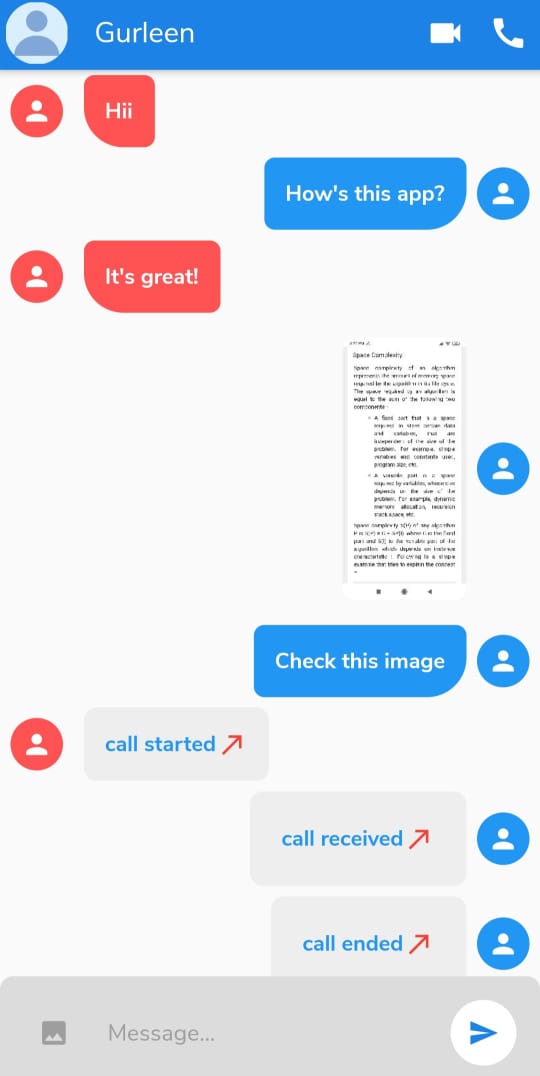 Gurleen
Hii
How's this app?
It's great!
Space Complexity
Space complexity of an algorithm
represents the amount of memory space
required by the algorithm in its life cycle.
The space required by an algorithm is
equal to the sum of the following two
components -
A fixed part that is a space
required to store certain data
and variables, that are
independent of the size of the
problem. For example, simple
variables and constants used,
program size, etc.
A variable part is a space
required by variables, whose size
depends on the size of the
problem. For example, dynamic
memory allocation, recursion
stack space, etc.
Space complexity S(P) of any algorithm
P is S(P) = C + SP(I) where C is the fixed
part and S(I) is the variable part of the
algorithm which depends on instance
characteristic I. Following is a simple
example that tries to explain the concept
-
Check this image
call started
call received
call ended
Message...